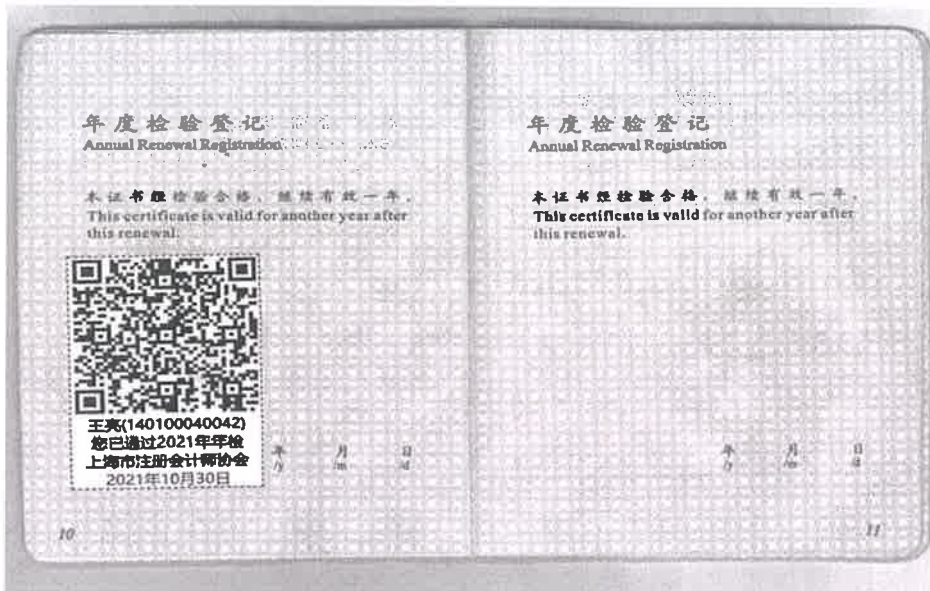 年度检验登记
Annual Renewal Registration
本证书经检验合格，继续有效一年。
This certificate is valid for another year after
this renewal.
王亮(140100040042)
您已通过2021年年检
上海市注册会计师协会
2021年10月30日
年 月 日
/y /m /d
10
年度检验登记
Annual Renewal Registration
本证书经检验合格，继续有效一年。
This certificate is valid for another year after
this renewal.
年 月 日
/y /m /d
11